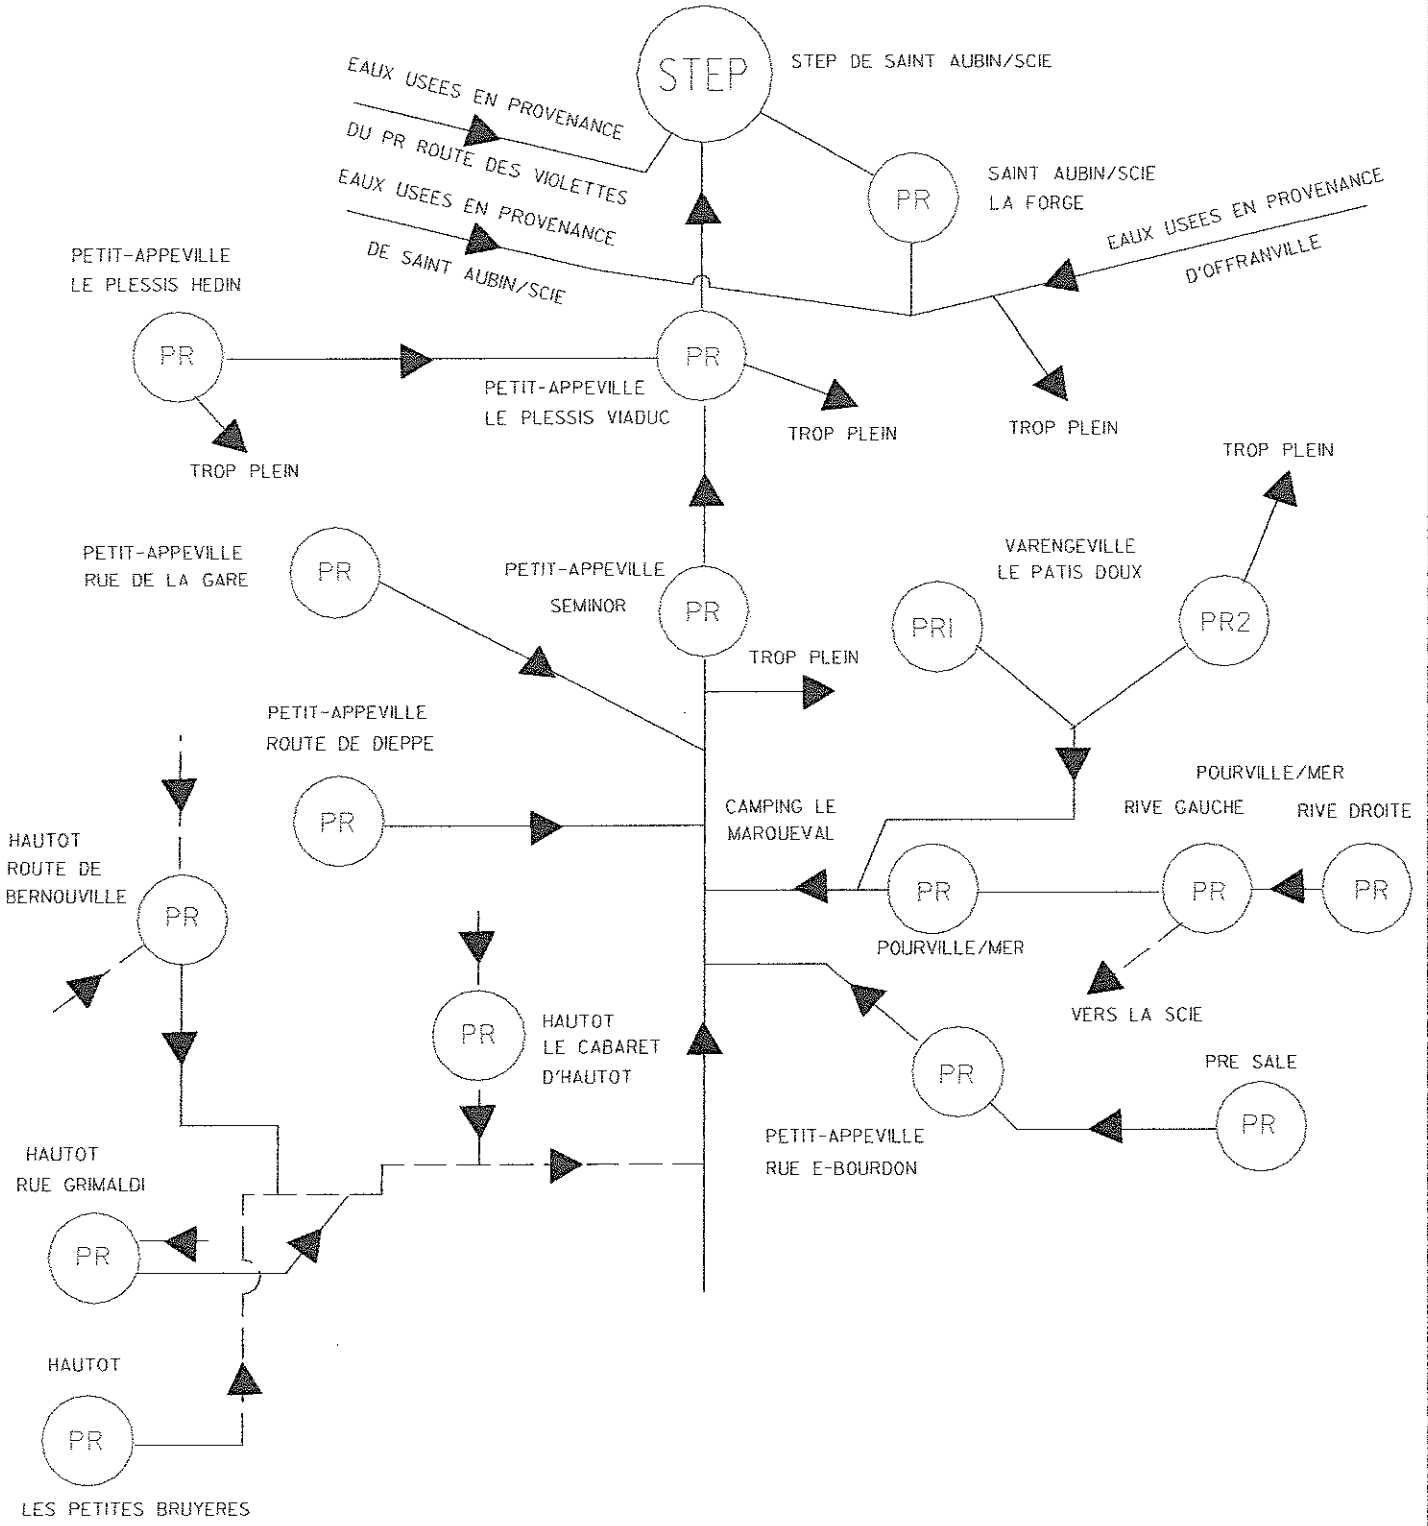 STEP
STEP DE SAINT AUBIN/SCIE
EAUX USEES EN PROVENANCE
DU PR ROUTE DES VIOLETTES
EAUX USEES EN PROVENANCE
DE SAINT AUBIN/SCIE
PR
SAINT AUBIN/SCIE
LA FORGE
EAUX USEES EN PROVENANCE
D'OFFRANVILLE
PETIT-APPEVILLE
LE PLESSIS HEDIN
PR
TROP PLEIN
PR
PETIT-APPEVILLE
LE PLESSIS VIADUC
TROP PLEIN
TROP PLEIN
TROP PLEIN
PETIT-APPEVILLE
RUE DE LA GARE
PR
PETIT-APPEVILLE
SEMINOR
PR
TROP PLEIN
VARENGEVILLE
LE PATIS DOUX
PR1
PR2
PETIT-APPEVILLE
ROUTE DE DIEPPE
PR
CAMPING LE
MAROUEVAL
POURVILLE/MER
RIVE GAUCHE
RIVE DROITE
PR
PR
PR
POURVILLE/MER
VERS LA SCIE
HAUTOT
ROUTE DE
BERNOUVILLE
PR
PR
HAUTOT
LE CABARET
D'HAUTOT
PR
PRE SALE
PR
PETIT-APPEVILLE
RUE E-BOURDON
HAUTOT
RUE GRIMALDI
PR
HAUTOT
PR
LES PETITES BRUYERES